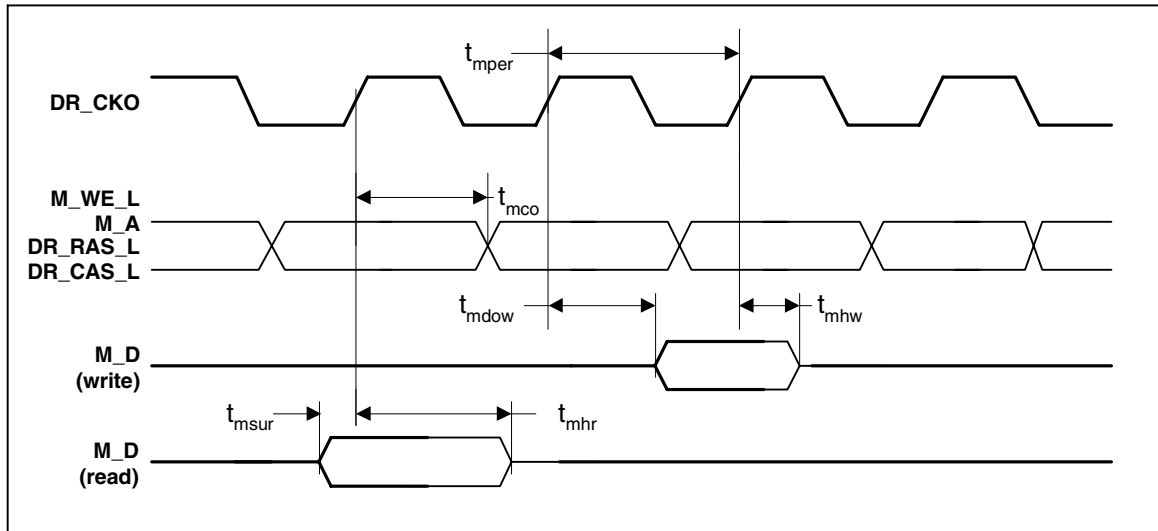 t_mper
DR_CKO
M_WE_L
t_mco
M_A
DR_RAS_L
DR_CAS_L
t_mdow
t_mhw
M_D
(write)
t_msur
t_mhr
M_D
(read)